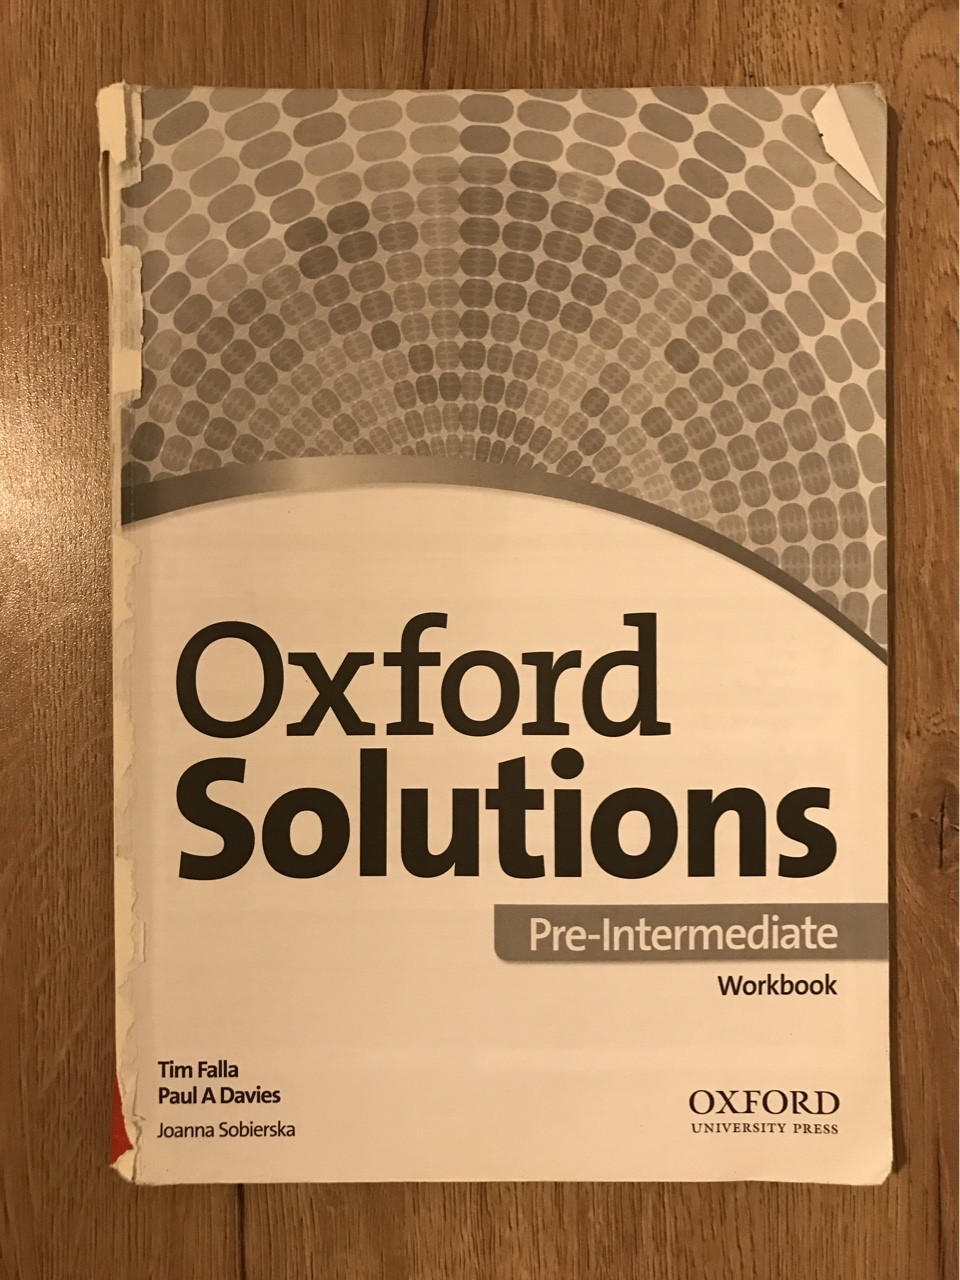 Oxford
Solutions
Pre-Intermediate
Workbook
Tim Falla
Paul A Davies
Joanna Sobierska
OXFORD
UNIVERSITY PRESS